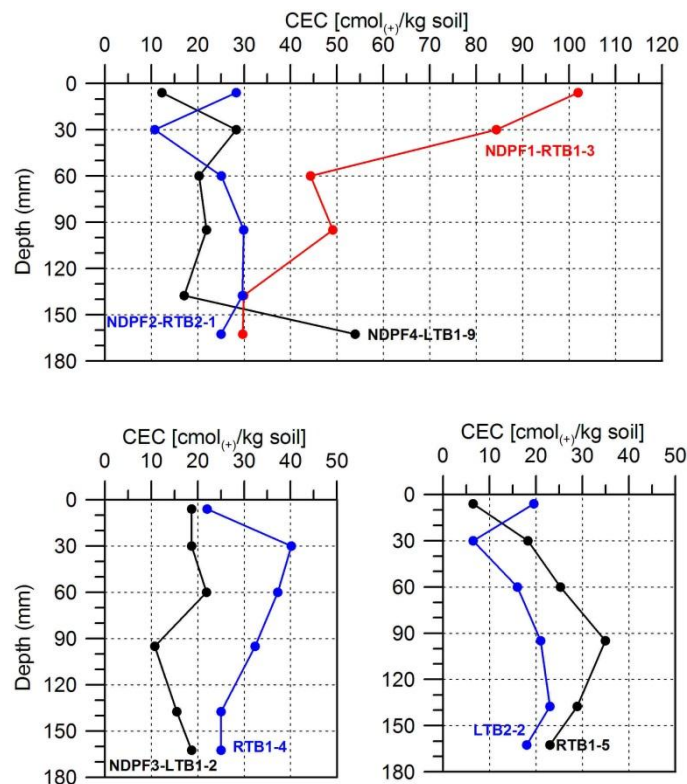 CEC [cmol(+)/kg soil]
0 10 20 30 40 50 60 70 80 90 100 110 120
Depth (mm)
0
30
60
90
120
150
180
NDPF1-RTB1-3
NDPF2-RTB2-1
NDPF4-LTB1-9
CEC [cmol(+)/kg soil]
0 10 20 30 40 50
Depth (mm)
0
30
60
90
120
150
180
NDPF3-LTB1-2
RTB1-4
CEC [cmol(+)/kg soil]
0 10 20 30 40 50
0
30
60
90
120
150
180
LTB2-2
RTB1-5